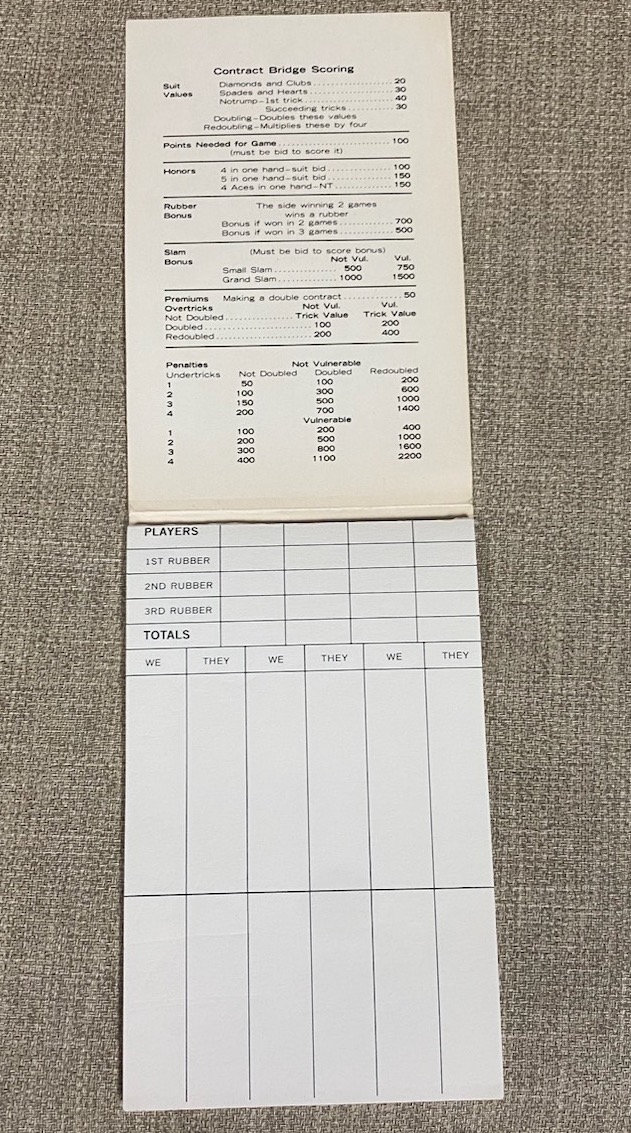 Contract Bridge Scoring
Suit Values
Diamonds and Clubs.................... 20
Spades and Hearts..................... 30
Notrump-1st trick..................... 40
Succeeding tricks............ 30
Doubling-Doubles these values
Redoubling-Multiplies these by four
Points Needed for Game............................ 100
(must be bid to score it)
Honors 4 in one hand-suit bid................ 100
5 in one hand-suit bid................ 150
4 Aces in one hand-NT.............. 150
Rubber Bonus
The side winning 2 games
wins a rubber
Bonus if won in 2 games............ 700
Bonus if won in 3 games............ 500
Slam Bonus
(Must be bid to score bonus)
Not Vul. Vul.
Small Slam............... 500 750
Grand Slam.............. 1000 1500
Premiums Making a double contract.............. 50
Overtricks Not Vul. Vul.
Not Doubled................ Trick Value Trick Value
Doubled......................... 100 200
Redoubled...................... 200 400
Penalties Not Vulnerable
Undertricks Not Doubled Doubled Redoubled
1 50 100 200
2 100 300 600
3 150 500 1000
4 200 700 1400
Vulnerable
1 100 200 400
2 200 500 1000
3 300 800 1600
4 400 1100 2200
PLAYERS
1ST RUBBER
2ND RUBBER
3RD RUBBER
TOTALS
WE THEY WE THEY WE THEY